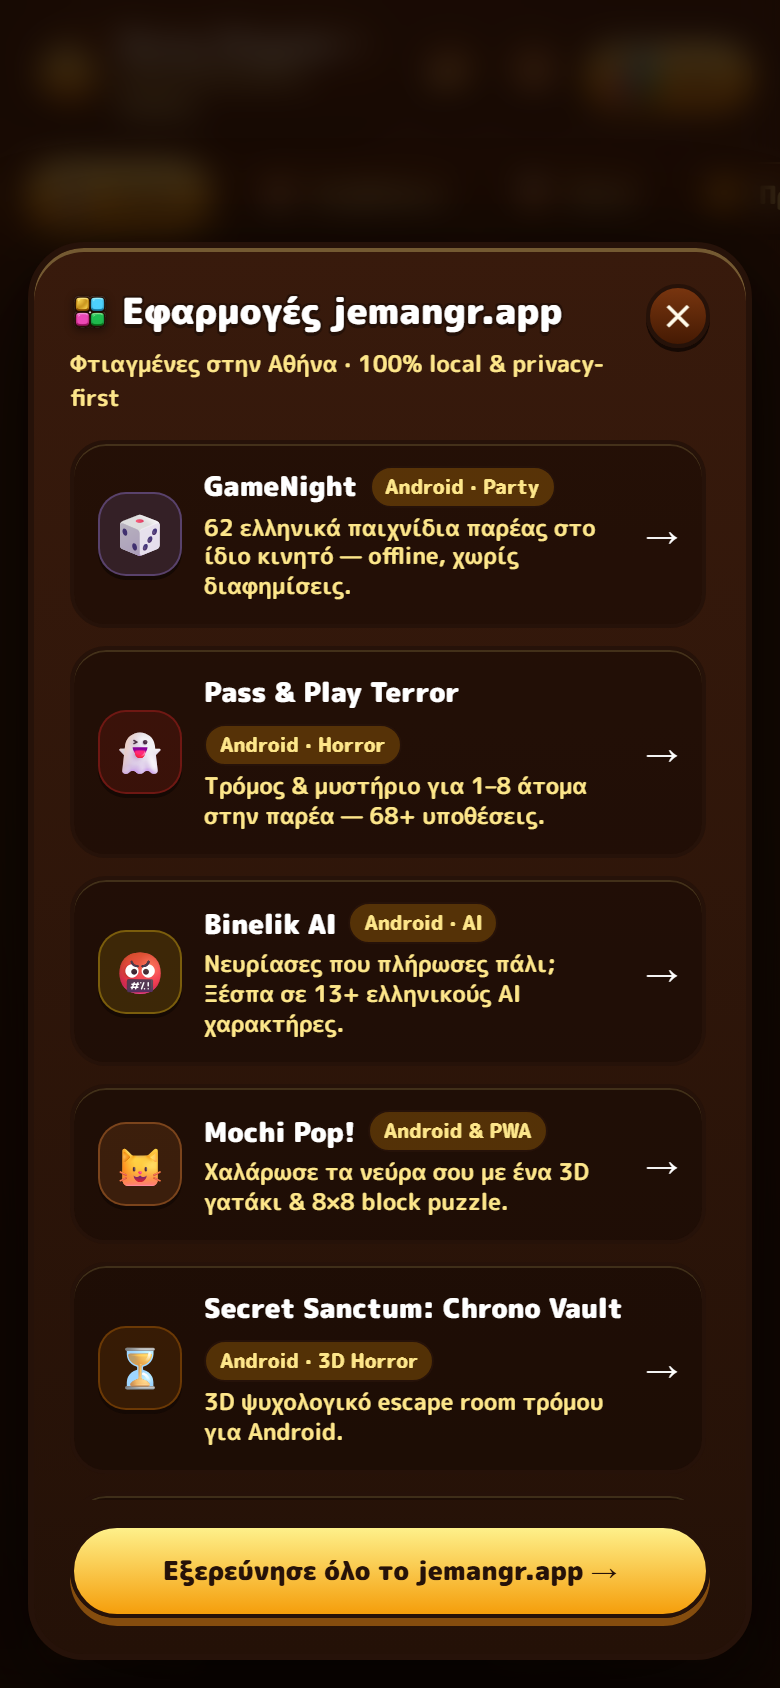 Εφαρμογές jemangr.app
Φτιαγμένες στην Αθήνα · 100% local & privacy-
first
GameNight Android · Party
62 ελληνικά παιχνίδια παρέας στο
ίδιο κινητό — offline, χωρίς
διαφημίσεις.
→
Pass & Play Terror
Android · Horror
Τρόμος & μυστήριο για 1–8 άτομα
στην παρέα — 68+ υποθέσεις.
→
Binelik AI Android · AI
Νευρίασες που πλήρωσες πάλι;
Ξέσπα σε 13+ ελληνικούς AI
χαρακτήρες.
→
Mochi Pop! Android & PWA
Χαλάρωσε τα νεύρα σου με ένα 3D
γατάκι & 8×8 block puzzle.
→
Secret Sanctum: Chrono Vault
Android · 3D Horror
3D ψυχολογικό escape room τρόμου
για Android.
→
Εξερεύνησε όλο το jemangr.app →